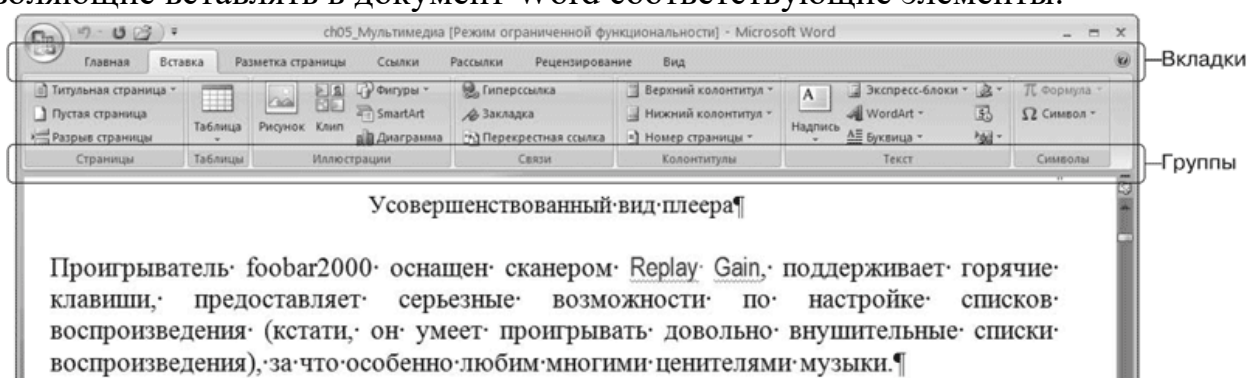 воляющие вставлять в документ Word соответствующие элементы.
ch05_Мультимедиа [Режим ограниченной функциональности] - Microsoft Word
Главная Вставка Разметка страницы Ссылки Рассылки Рецензирование Вид
Вкладки
Титульная страница Фигуры Гиперссылка Верхний колонтитул Экспресс-блоки Формула
Пустая страница SmartArt Закладка Нижний колонтитул WordArt Символ
Разрыв страницы Таблица Рисунок Клип Диаграмма Перекрестная ссылка Номер страницы Надпись Буквица
Страницы Таблицы Иллюстрации Связи Колонтитулы Текст Символы
Группы
Усовершенствованный·вид·плеера¶
Проигрыватель· foobar2000· оснащен· сканером· Replay· Gain,· поддерживает· горячие·
клавиши,· предоставляет· серьезные· возможности· по· настройке· списков·
воспроизведения· (кстати,· он· умеет· проигрывать· довольно· внушительные· списки·
воспроизведения),·за·что·особенно·любим·многими·ценителями·музыки.¶